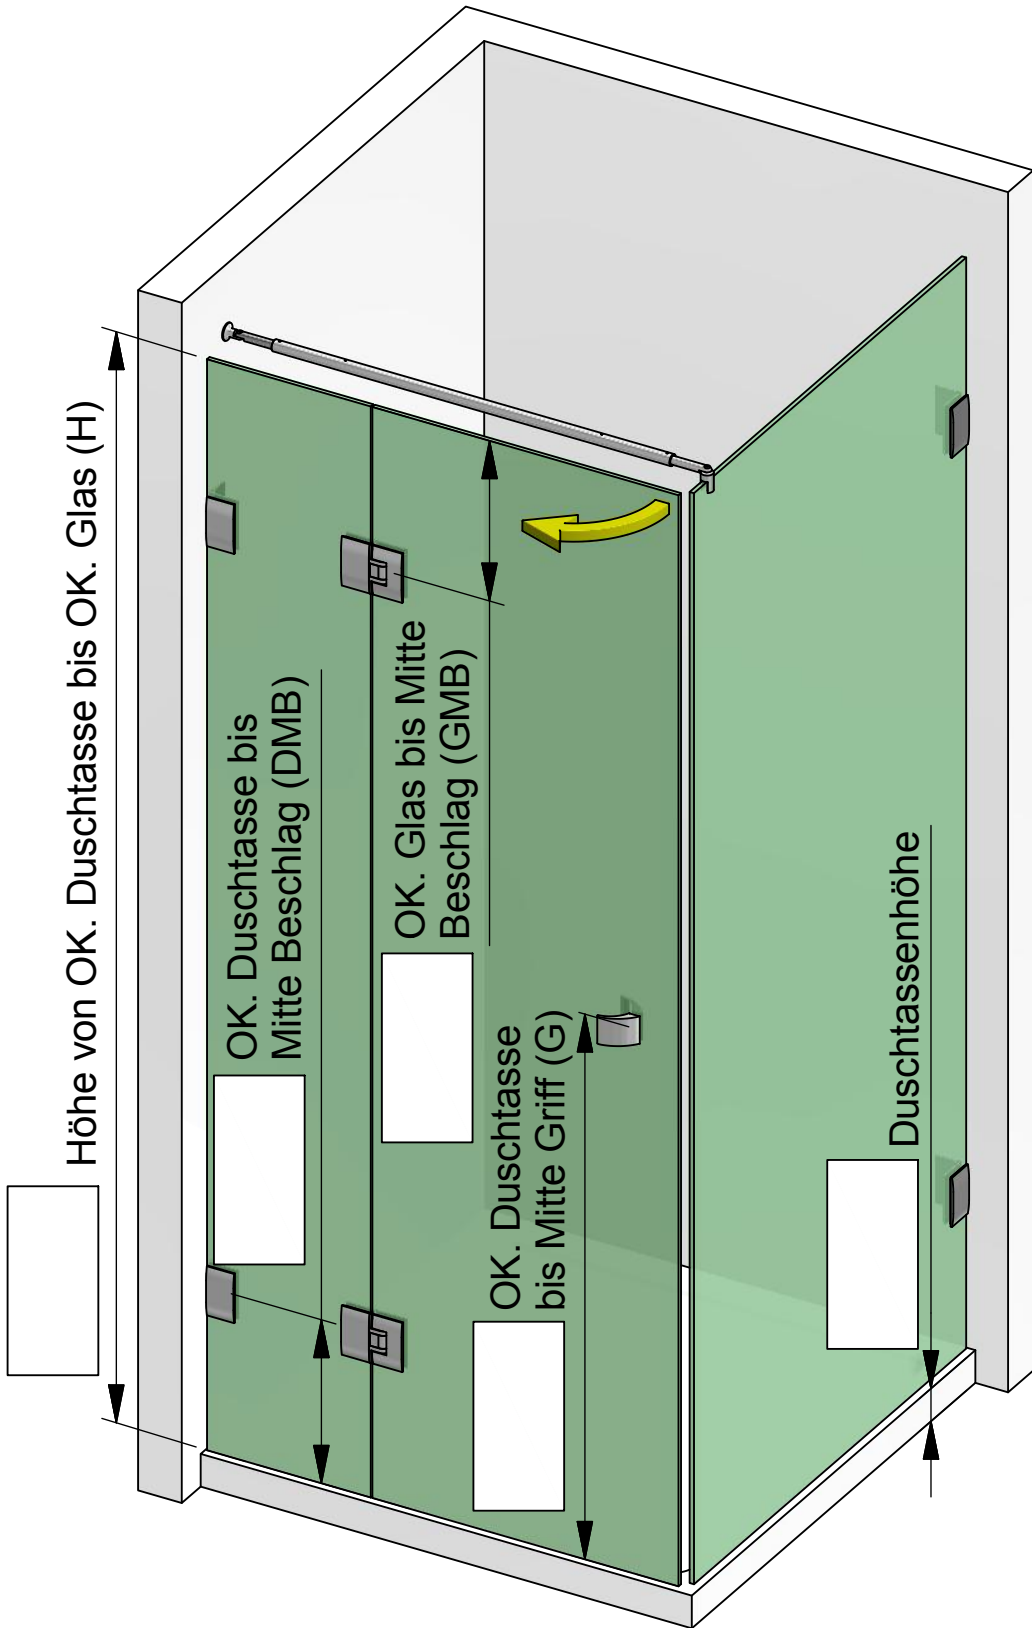 Höhe von OK. Duschtasse bis OK. Glas (H)
OK. Duschtasse bis
Mitte Beschlag (DMB)
OK. Glas bis Mitte
Beschlag (GMB)
OK. Duschtasse
bis Mitte Griff (G)
Duschtassenhöhe